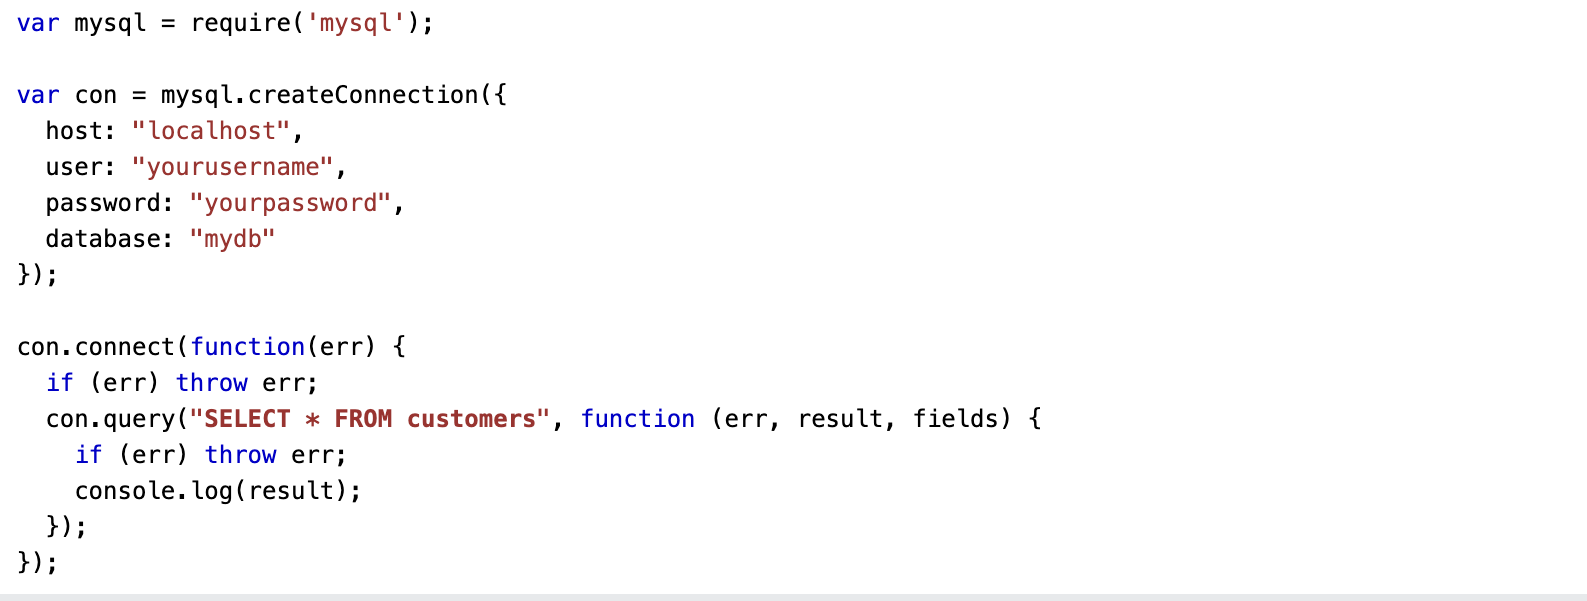 var mysql = require('mysql');

var con = mysql.createConnection({
  host: "localhost",
  user: "yourusername",
  password: "yourpassword",
  database: "mydb"
});

con.connect(function(err) {
  if (err) throw err;
  con.query("SELECT * FROM customers", function (err, result, fields) {
    if (err) throw err;
    console.log(result);
  });
});